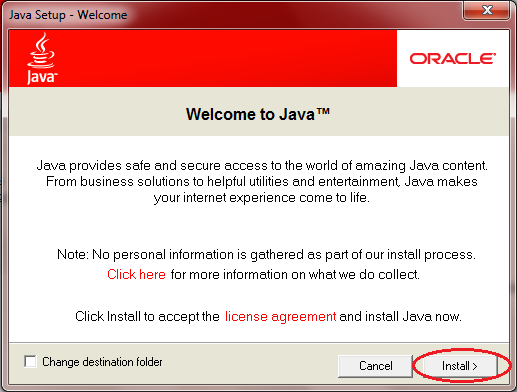 Java Setup - Welcome
Java™
ORACLE®
Welcome to Java™
Java provides safe and secure access to the world of amazing Java content.
From business solutions to helpful utilities and entertainment, Java makes
your internet experience come to life.
Note: No personal information is gathered as part of our install process.
Click here for more information on what we do collect.
Click Install to accept the license agreement and install Java now.
Change destination folder
Cancel
Install >